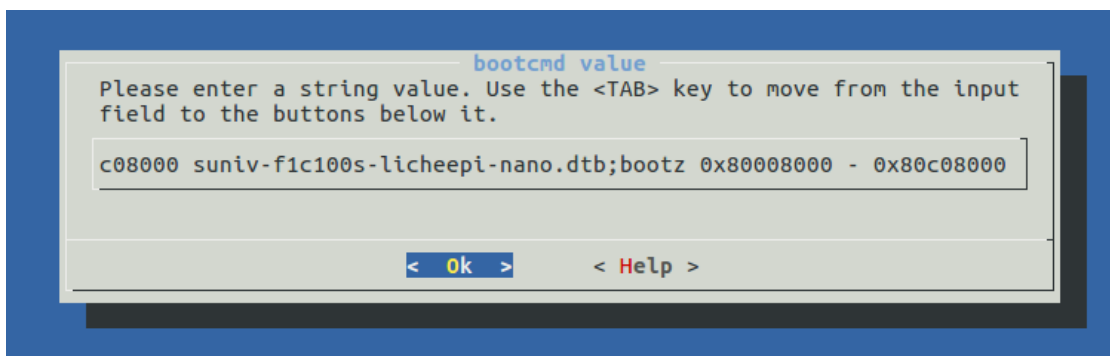 bootcmd value
Please enter a string value. Use the <TAB> key to move from the input
field to the buttons below it.
c08000 suniv-f1c100s-licheepi-nano.dtb;bootz 0x80008000 - 0x80c08000
< Ok > < Help >